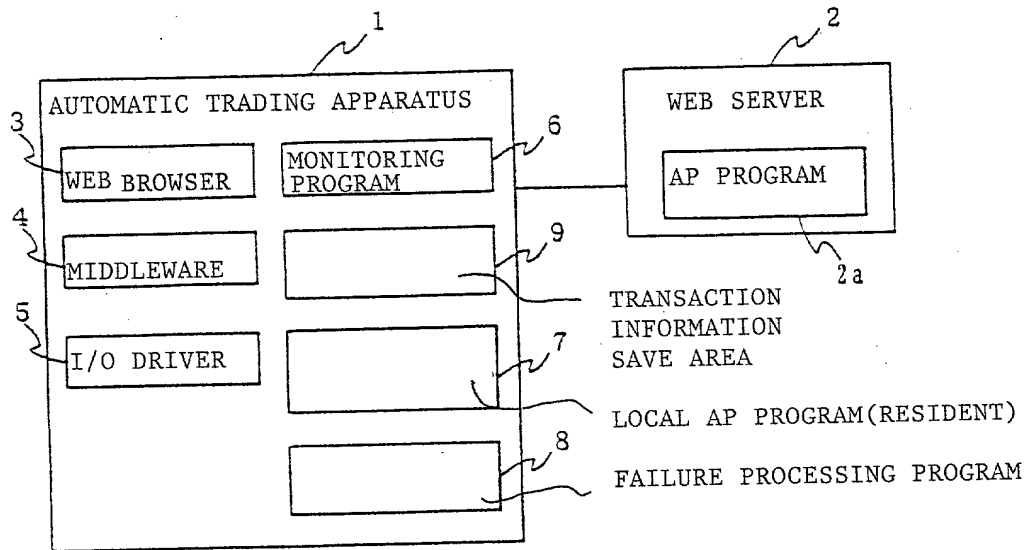 1
2
AUTOMATIC TRADING APPARATUS
WEB SERVER
3
6
WEB BROWSER
MONITORING
PROGRAM
AP PROGRAM
4
9
2a
MIDDLEWARE
TRANSACTION
INFORMATION
SAVE AREA
5
7
I/O DRIVER
LOCAL AP PROGRAM(RESIDENT)
8
FAILURE PROCESSING PROGRAM